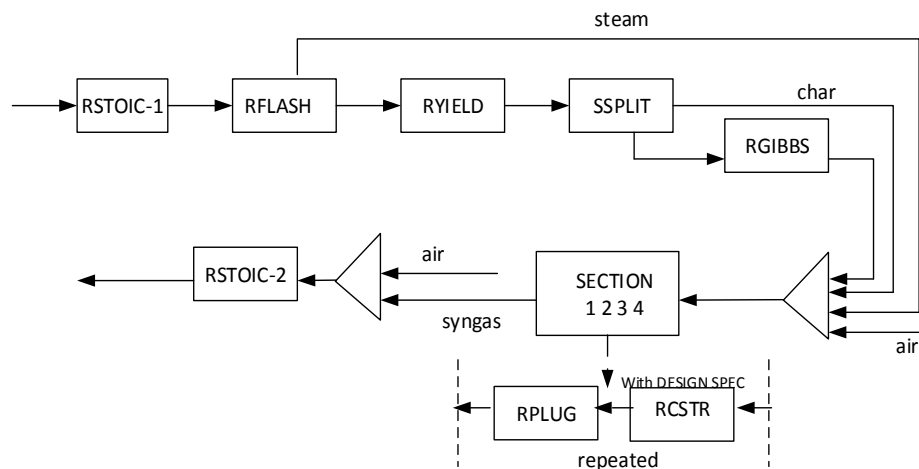 steam
RSTOIC-1
RFLASH
RYIELD
SSPLIT
char
RGIBBS
RSTOIC-2
air
syngas
SECTION
1 2 3 4
air
With DESIGN SPEC
RPLUG
RCSTR
repeated